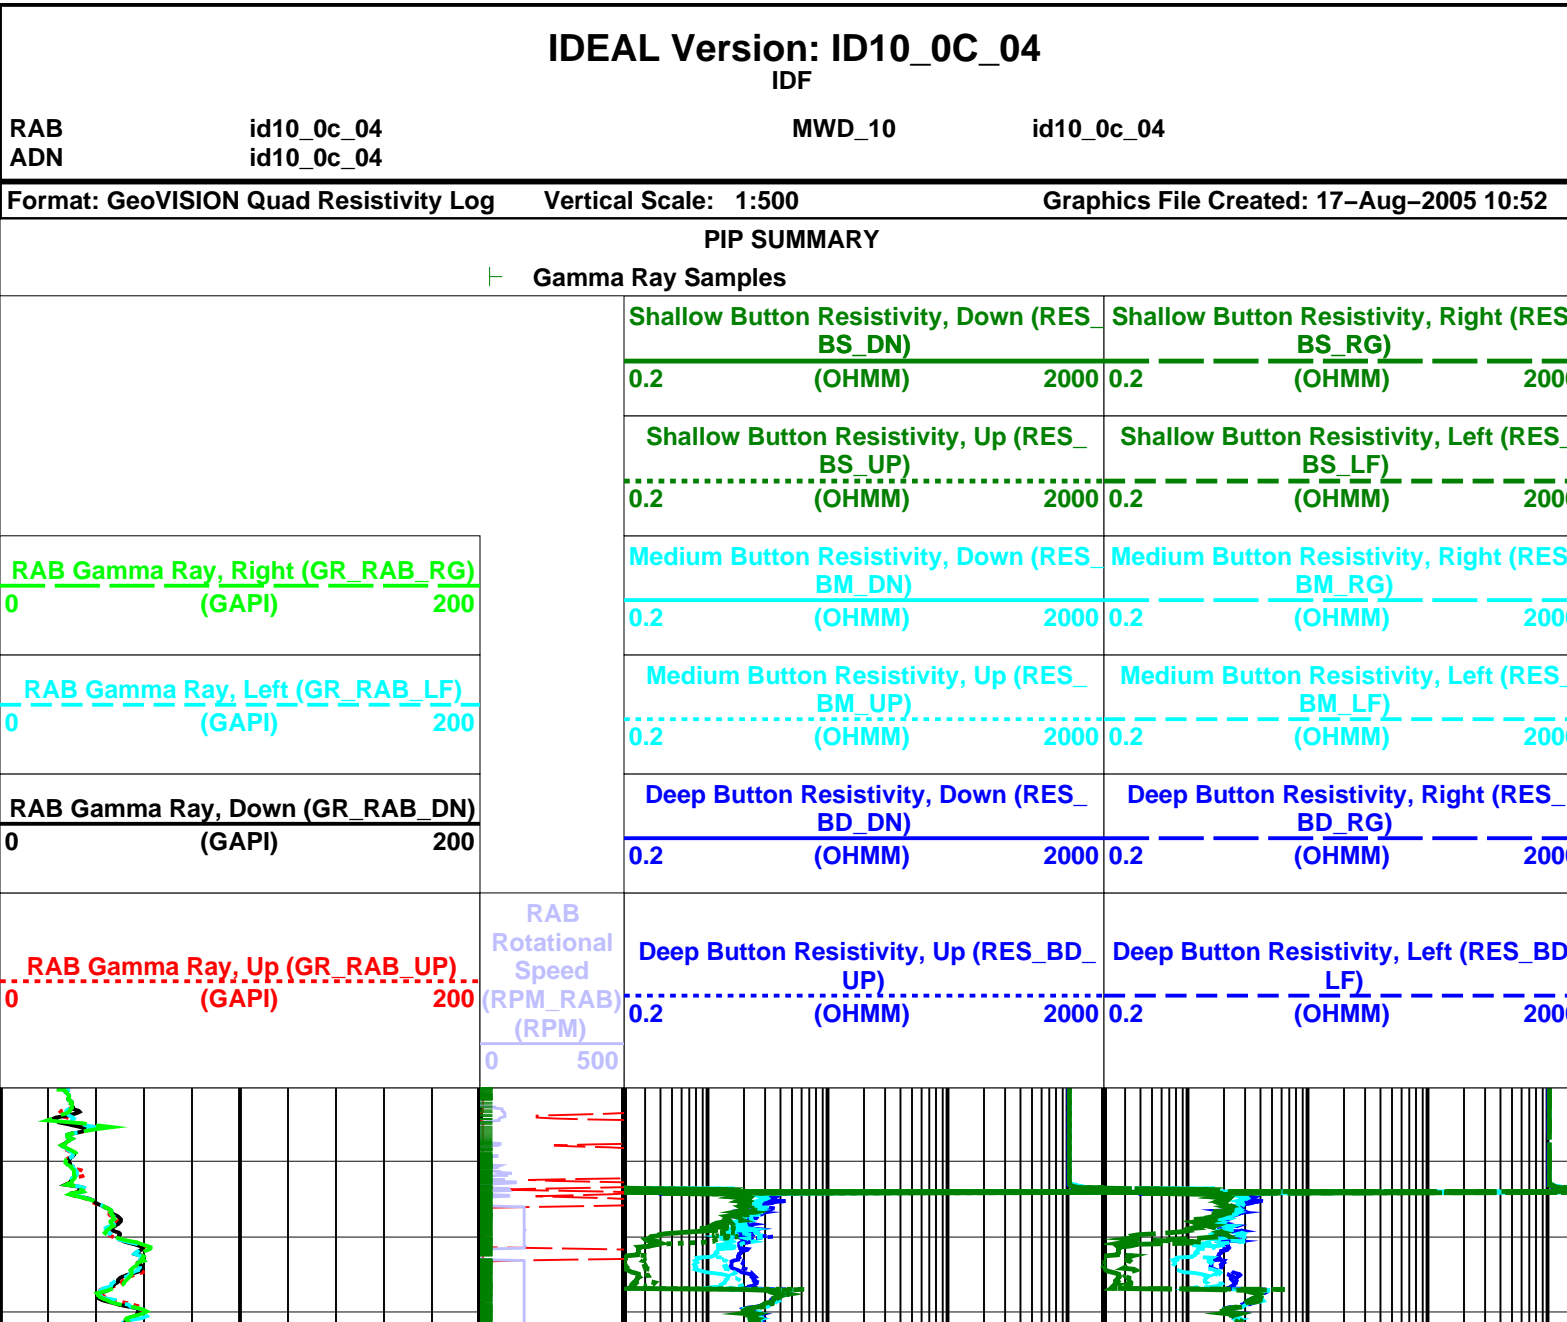 IDEAL Version: ID10_0C_04
IDF
RAB id10_0c_04 MWD_10 id10_0c_04
ADN id10_0c_04
Format: GeoVISION Quad Resistivity Log Vertical Scale: 1:500 Graphics File Created: 17–Aug–2005 10:52
PIP SUMMARY
Gamma Ray Samples
Shallow Button Resistivity, Down (RES_
BS_DN)
0.2 (OHMM) 2000
Shallow Button Resistivity, Right (RES
BS_RG)
0.2 (OHMM) 200
Shallow Button Resistivity, Up (RES_
BS_UP)
0.2 (OHMM) 2000
Shallow Button Resistivity, Left (RES_
BS_LF)
0.2 (OHMM) 200
RAB Gamma Ray, Right (GR_RAB_RG)
0 (GAPI) 200
Medium Button Resistivity, Down (RES_
BM_DN)
0.2 (OHMM) 2000
Medium Button Resistivity, Right (RES
BM_RG)
0.2 (OHMM) 200
RAB Gamma Ray, Left (GR_RAB_LF)
0 (GAPI) 200
Medium Button Resistivity, Up (RES_
BM_UP)
0.2 (OHMM) 2000
Medium Button Resistivity, Left (RES_
BM_LF)
0.2 (OHMM) 200
RAB Gamma Ray, Down (GR_RAB_DN)
0 (GAPI) 200
Deep Button Resistivity, Down (RES_
BD_DN)
0.2 (OHMM) 2000
Deep Button Resistivity, Right (RES_
BD_RG)
0.2 (OHMM) 200
RAB Gamma Ray, Up (GR_RAB_UP)
0 (GAPI) 200
RAB
Rotational
Speed
(RPM_RAB)
(RPM)
0 500
Deep Button Resistivity, Up (RES_BD_
UP)
0.2 (OHMM) 2000
Deep Button Resistivity, Left (RES_BD
LF)
0.2 (OHMM) 200